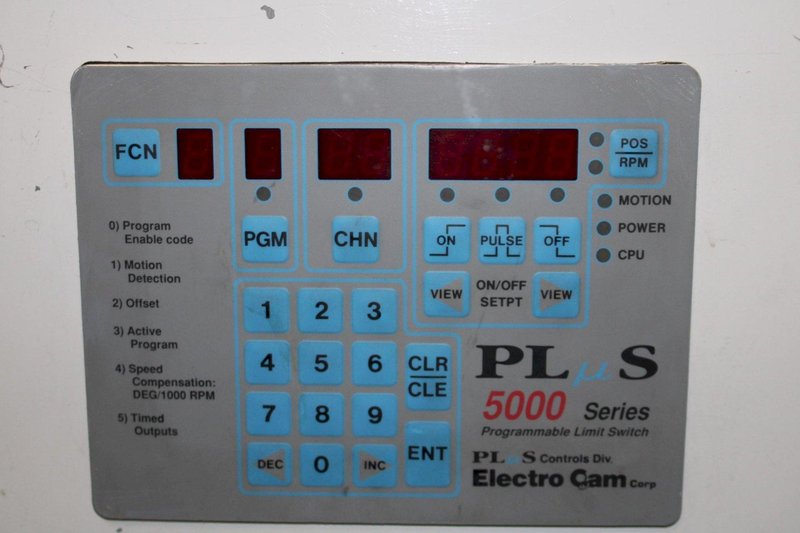 FCN
POS
RPM
MOTION
POWER
CPU
PGM
CHN
ON
PULSE
OFF
VIEW
ON/OFF
SETPT
VIEW
0) Program
Enable code
1) Motion
Detection
2) Offset
3) Active
Program
4) Speed
Compensation:
DEG/1000 RPM
5) Timed
Outputs
1 2 3
4 5 6
CLR
CLE
7 8 9
DEC 0 INC
ENT
PLµS
5000 Series
Programmable Limit Switch
PLµS Controls Div.
Electro Cam Corp